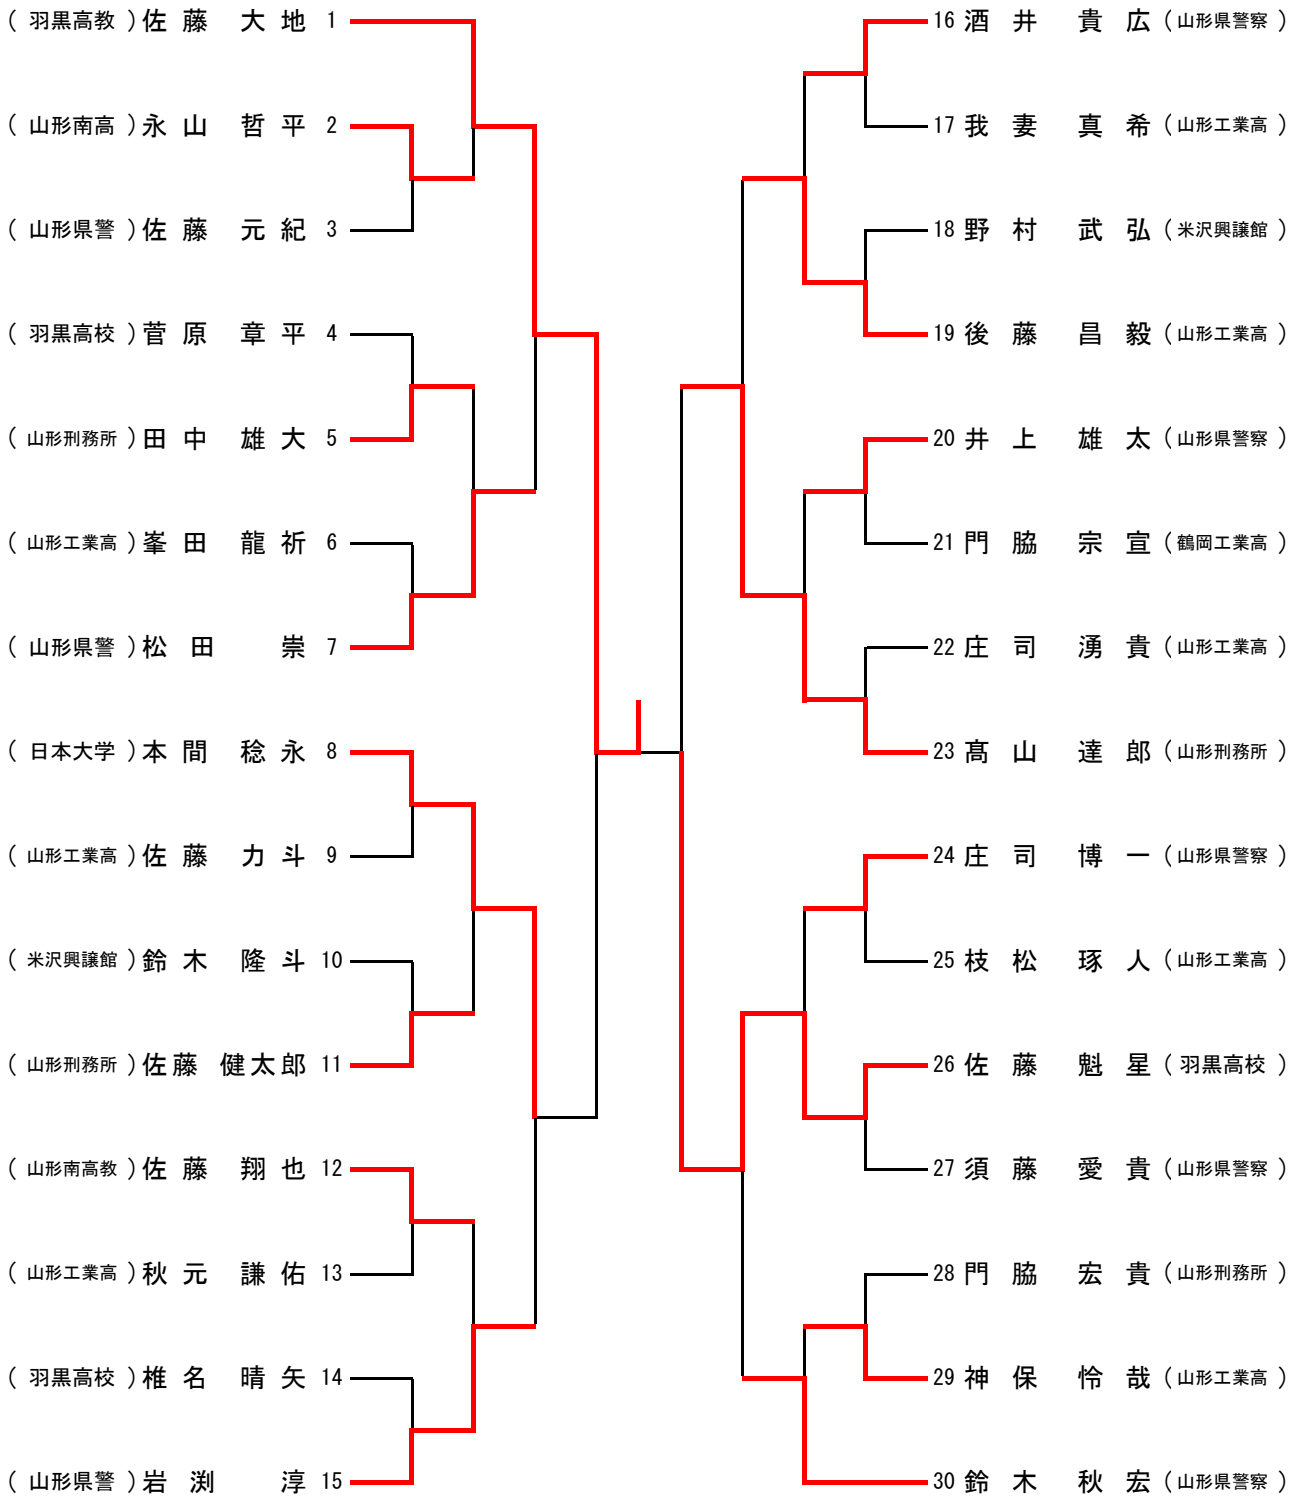 ( 羽黒高教 ) 佐藤 大地 1
( 山形南高 ) 永山 哲平 2
( 山形県警 ) 佐藤 元紀 3
( 羽黒高校 ) 菅原 章平 4
( 山形刑務所 ) 田中 雄大 5
( 山形工業高 ) 峯田 龍祈 6
( 山形県警 ) 松田 崇 7
( 日本大学 ) 本間 稔永 8
( 山形工業高 ) 佐藤 力斗 9
( 米沢興譲館 ) 鈴木 隆斗 10
( 山形刑務所 ) 佐藤 健太郎 11
( 山形南高教 ) 佐藤 翔也 12
( 山形工業高 ) 秋元 謙佑 13
( 羽黒高校 ) 椎名 晴矢 14
( 山形県警 ) 岩渕 淳 15
16 酒井 貴広 ( 山形県警察 )
17 我妻 真希 ( 山形工業高 )
18 野村 武弘 ( 米沢興譲館 )
19 後藤 昌毅 ( 山形工業高 )
20 井上 雄太 ( 山形県警察 )
21 門脇 宗宣 ( 鶴岡工業高 )
22 庄司 湧貴 ( 山形工業高 )
23 髙山 達郎 ( 山形刑務所 )
24 庄司 博一 ( 山形県警察 )
25 枝松 琢人 ( 山形工業高 )
26 佐藤 魁星 ( 羽黒高校 )
27 須藤 愛貴 ( 山形県警察 )
28 門脇 宏貴 ( 山形刑務所 )
29 神保 怜哉 ( 山形工業高 )
30 鈴木 秋宏 ( 山形県警察 )